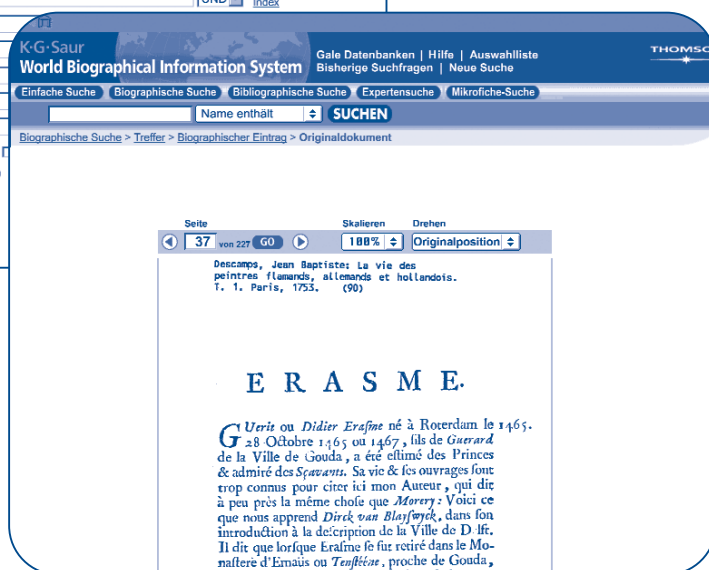 UND
Index
K·G·Saur
World Biographical Information System
Gale Datenbanken | Hilfe | Auswahlliste
Bisherige Suchfragen | Neue Suche
THOMSO
Einfache Suche Biographische Suche Bibliographische Suche Expertensuche Mikrofiche-Suche
Name enthält SUCHEN
Biographische Suche > Treffer > Biographischer Eintrag > Originaldokument
Seite Skalieren Drehen
37 von 227 GO 100% Originalposition
Descamps, Jean Baptiste: La vie des
peintres flamands, allemands et hollandois.
T. 1. Paris, 1753. (90)
E R A S M E.
GUerit ou Didier Eraſme né à Roterdam le 1465.
28 Octobre 1465 ou 1467, fils de Guerard
de la Ville de Gouda, a été eſtimé des Princes
& admiré des Sçavants. Sa vie & ſes ouvrages ſont
trop connus pour citer ici mon Auteur, qui dit
à peu près la même choſe que Morery: Voici ce
que nous apprend Dirck van Blayſwyck, dans ſon
introduction à la deſcription de la Ville de D lft.
Il dit que lorſque Eraſme ſe fut retiré dans le Mo-
naſtere d'Emaüs ou Tenſtéene, proche de Gouda,